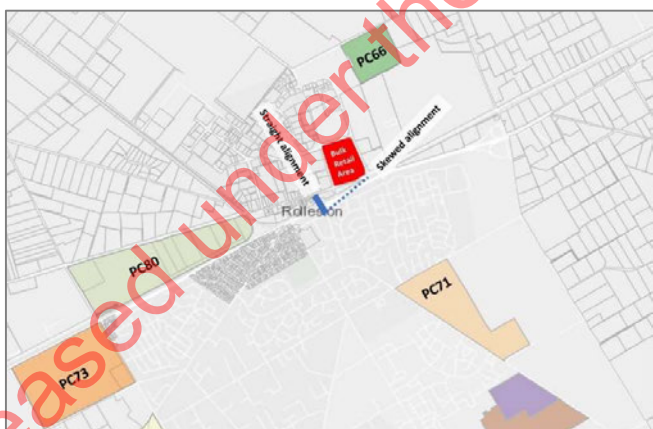 PC66
Straight alignment
Bulk
Retail
Area
Skewed alignment
Rolleston
PC80
PC71
PC73
eased under the